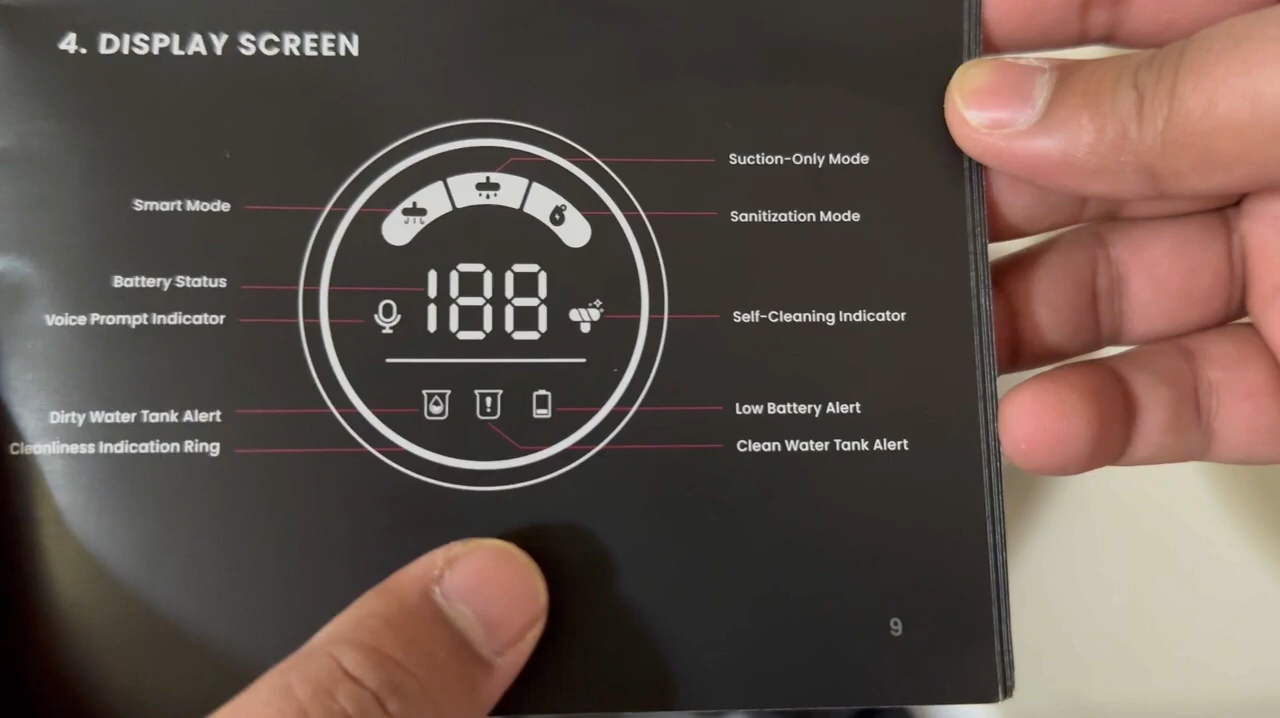 4. DISPLAY SCREEN
Suction-Only Mode
Smart Mode
Sanitization Mode
Battery Status
188
Voice Prompt Indicator
Self-Cleaning Indicator
Dirty Water Tank Alert
Low Battery Alert
Cleanliness Indication Ring
Clean Water Tank Alert
9